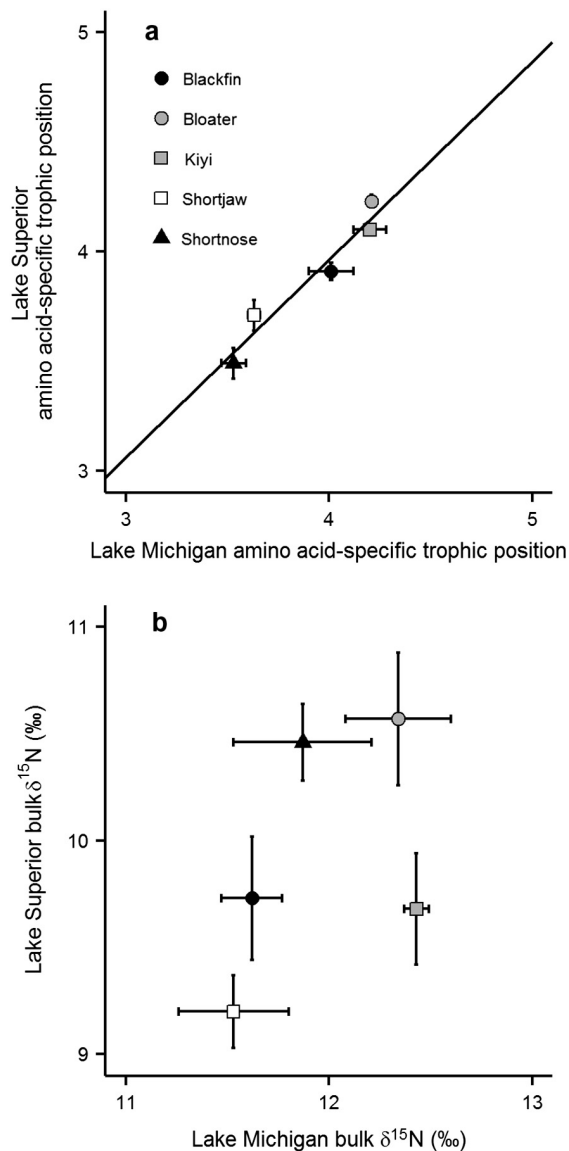 a
Blackfin
Bloater
Kiyi
Shortjaw
Shortnose
Lake Superior
amino acid-specific trophic position
5
4
3
3 4 5
Lake Michigan amino acid-specific trophic position
b
Lake Superior bulk δ¹⁵N (‰)
11
10
9
11 12 13
Lake Michigan bulk δ¹⁵N (‰)